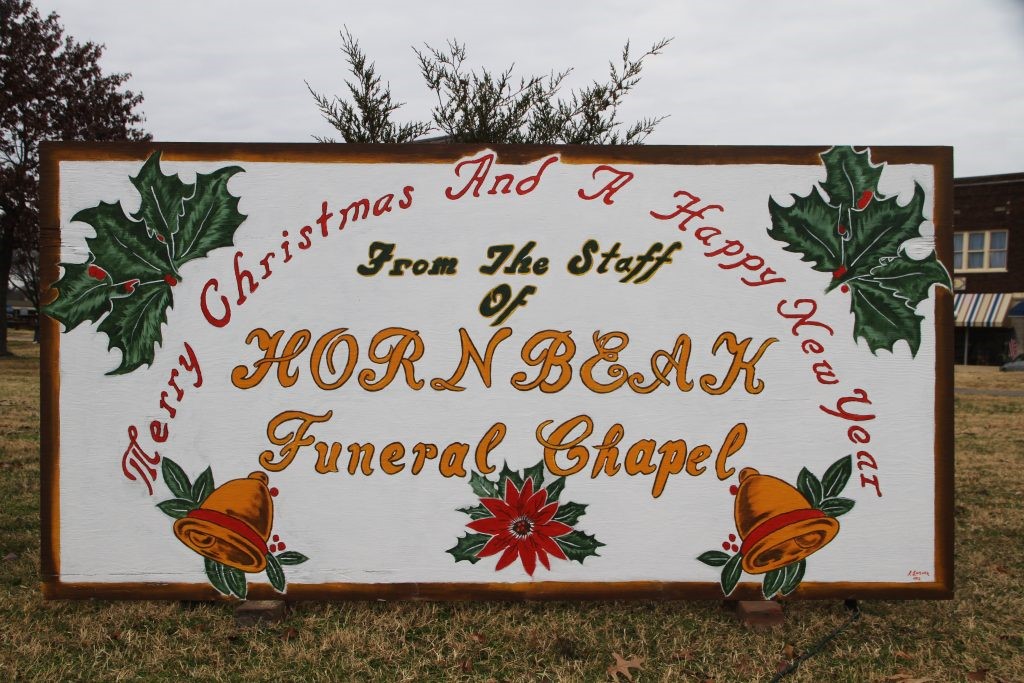 Merry Christmas And A Happy New Year
From The Staff
Of
HORNBEAK
Funeral Chapel